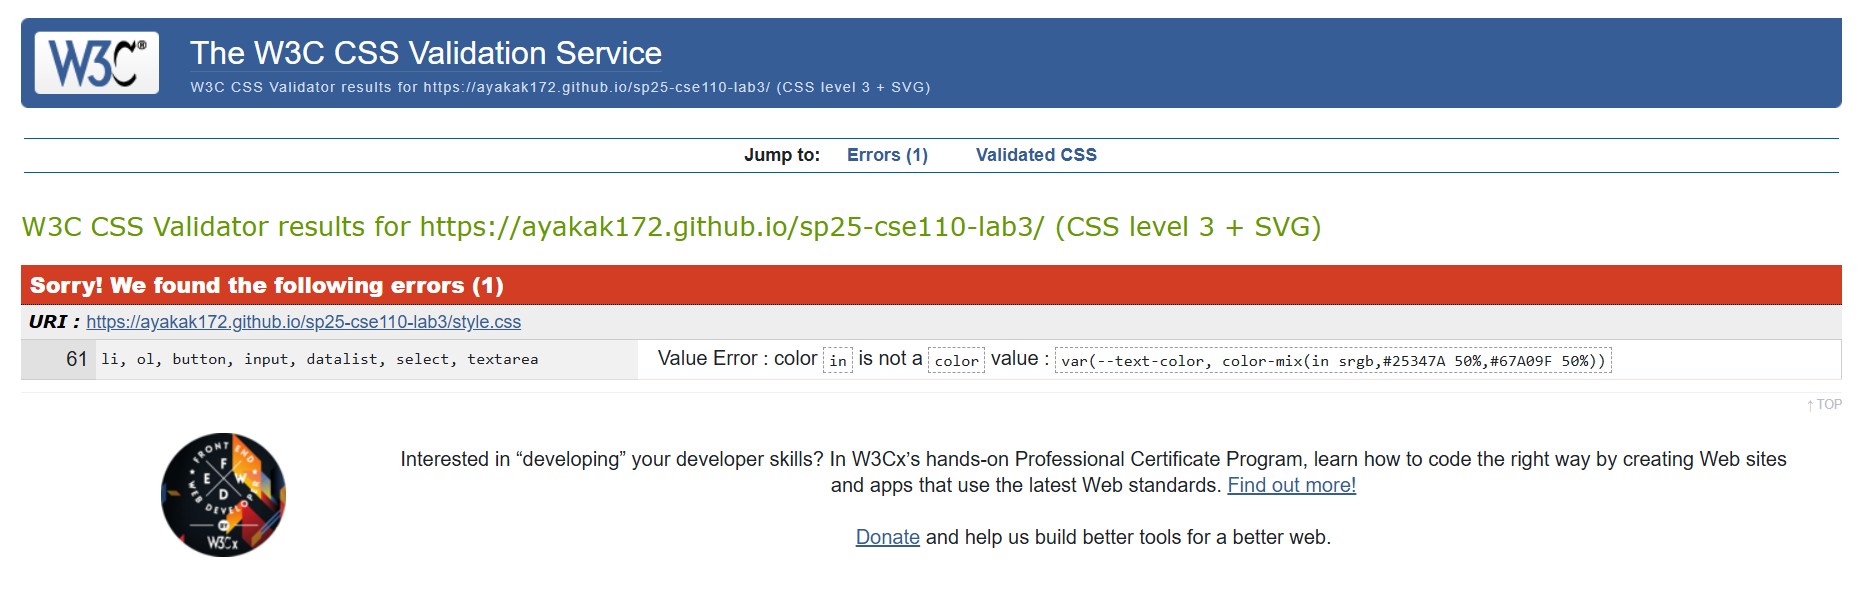 W3C®
The W3C CSS Validation Service
W3C CSS Validator results for https://ayakak172.github.io/sp25-cse110-lab3/ (CSS level 3 + SVG)
Jump to: Errors (1) Validated CSS
W3C CSS Validator results for https://ayakak172.github.io/sp25-cse110-lab3/ (CSS level 3 + SVG)
Sorry! We found the following errors (1)
URI : https://ayakak172.github.io/sp25-cse110-lab3/style.css
61 li, ol, button, input, datalist, select, textarea Value Error : color in is not a color value : var(--text-color, color-mix(in srgb,#25347A 50%,#67A09F 50%))
↑ TOP
FRONT END
F
E W
D
WEB DEVELOPER
BY
W3Cx
Interested in “developing” your developer skills? In W3Cx’s hands-on Professional Certificate Program, learn how to code the right way by creating Web sites
and apps that use the latest Web standards. Find out more!
Donate and help us build better tools for a better web.